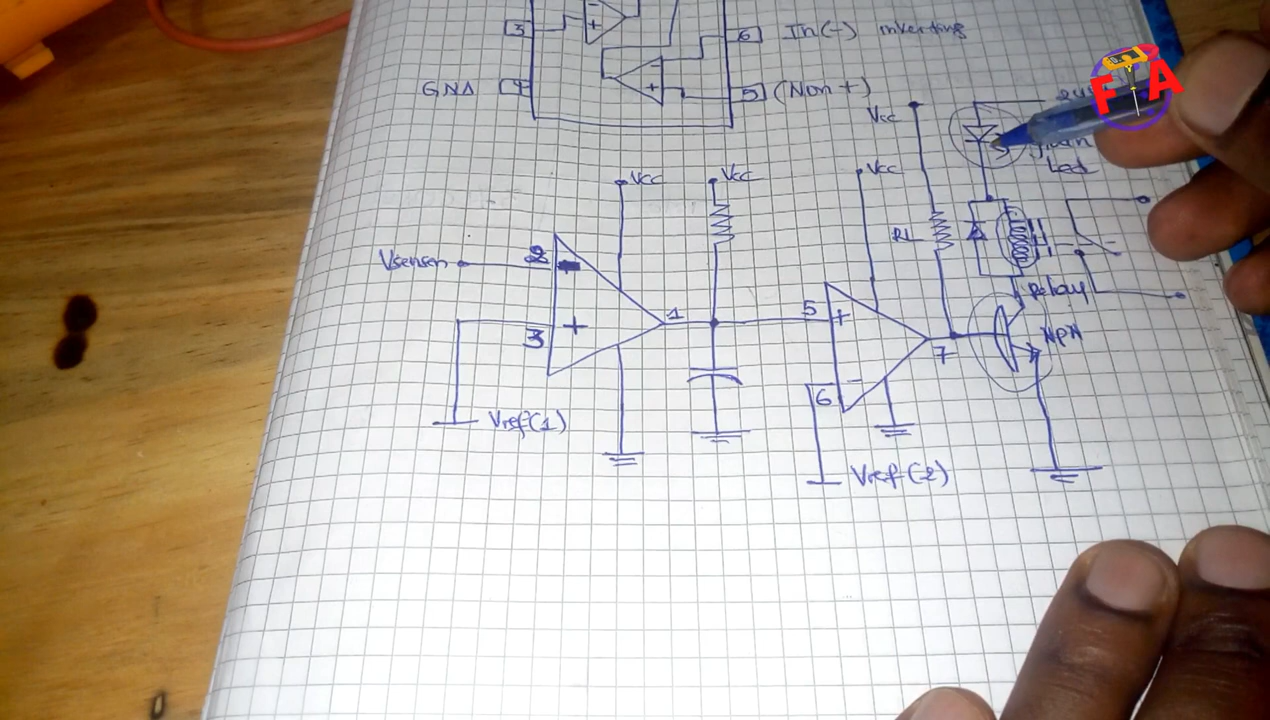 3
6 In(-) inverting
GND 4
+ 5 (Non +)
Vcc
Led
Vcc
Vcc
Vcc
RL
2
Vsensen
1
5
+
Relay
3
+
7
NPN
6
Vref(1)
Vref(2)
FA